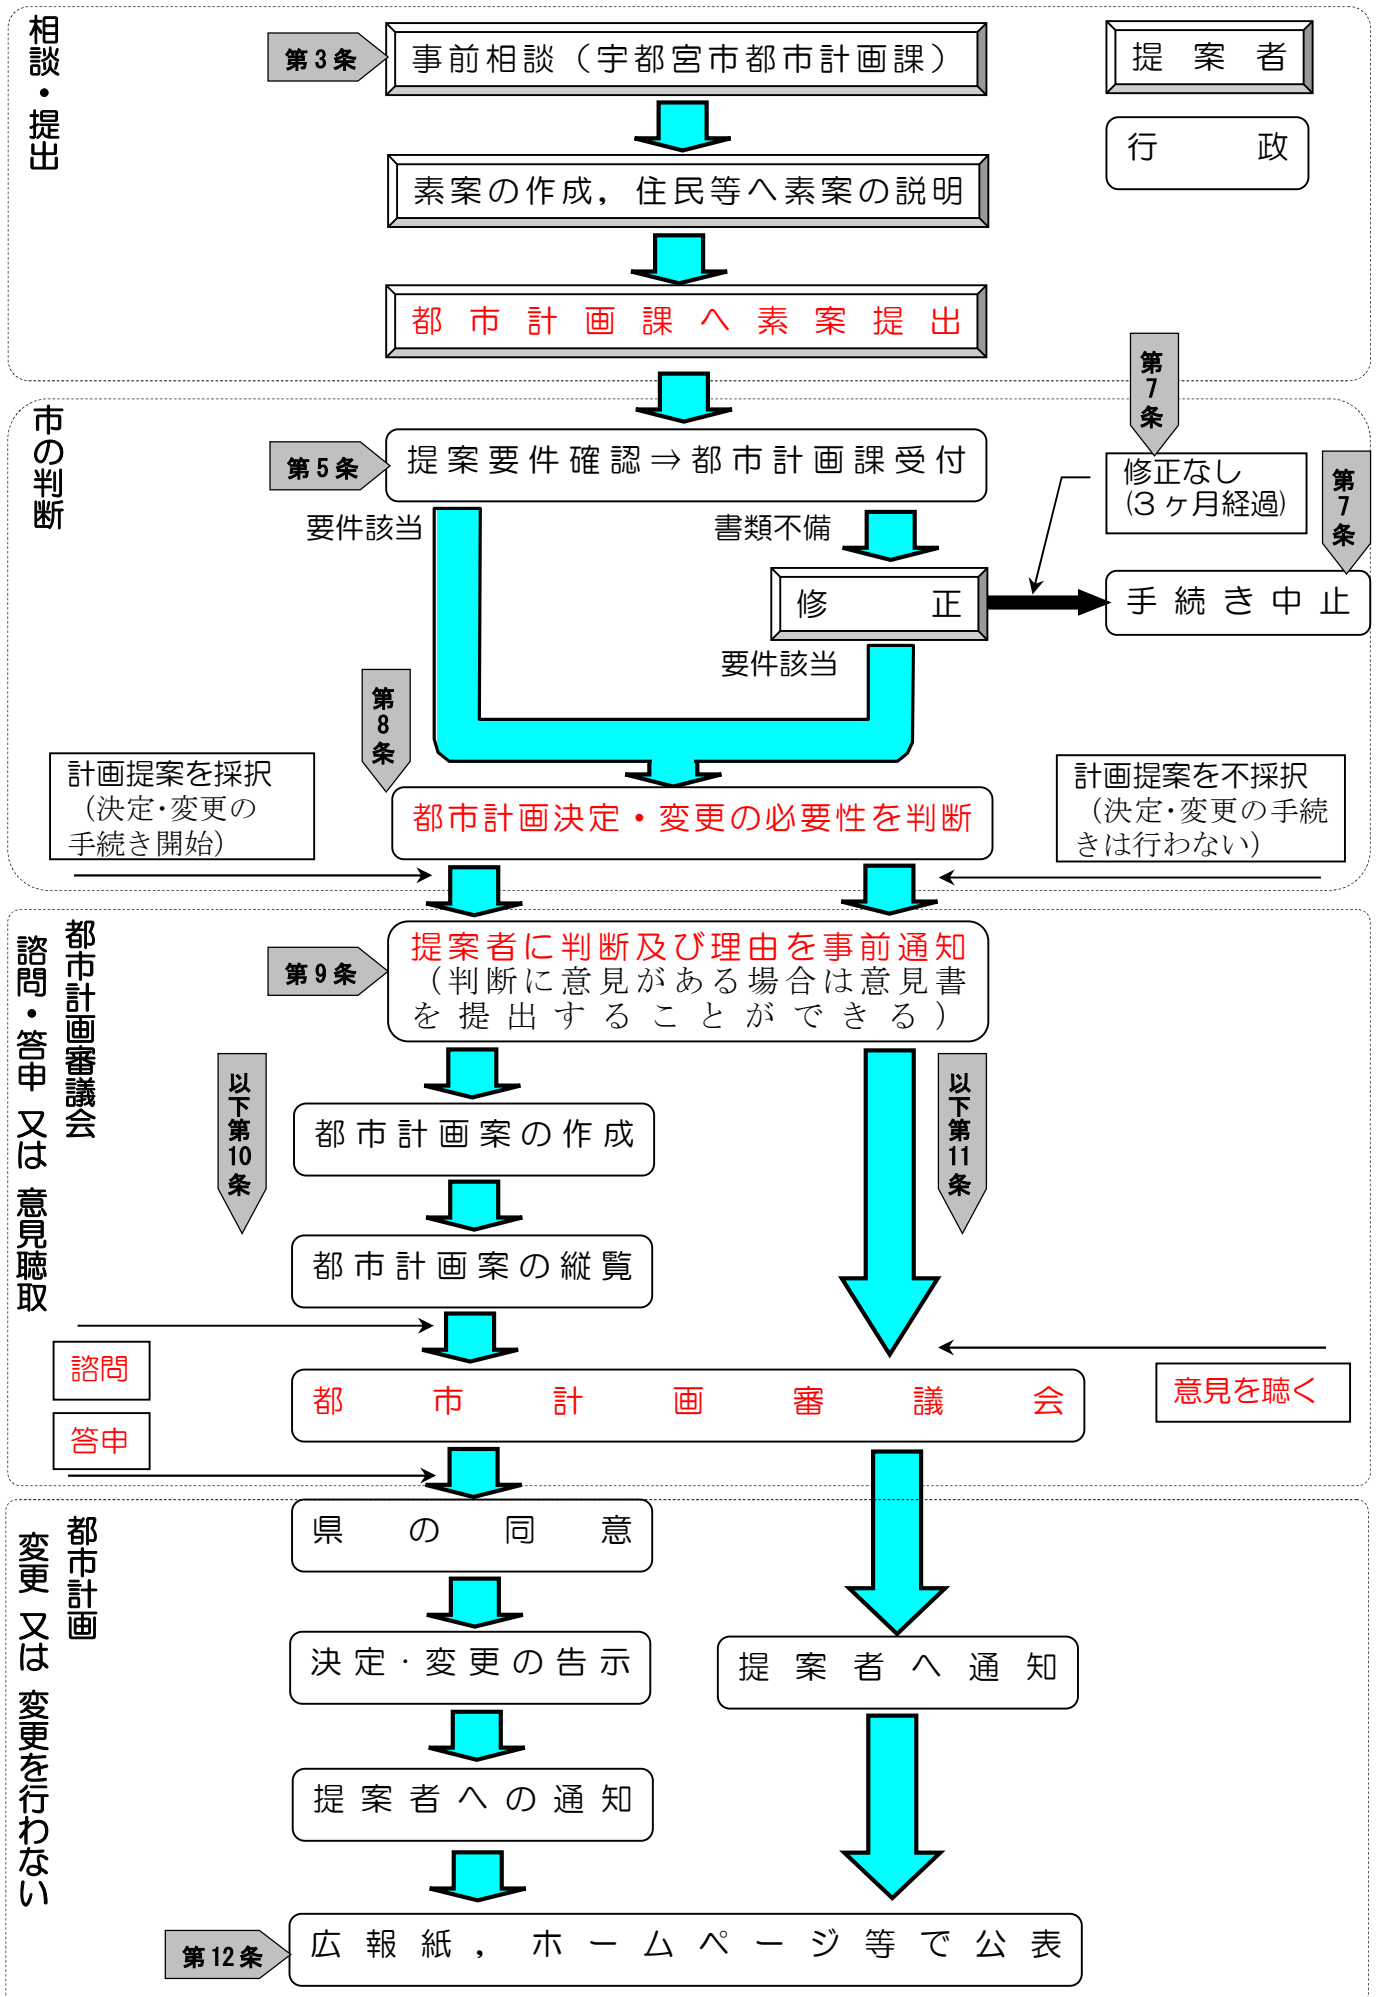 相談・提出
第3条
事前相談（宇都宮市都市計画課）
提案者
行政
素案の作成，住民等へ素案の説明
都市計画課へ素案提出
市の判断
第7条
第5条
提案要件確認⇒都市計画課受付
修正なし
(3ヶ月経過)
第7条
要件該当
書類不備
修正
手続き中止
要件該当
第8条
計画提案を採択
（決定･変更の
手続き開始）
計画提案を不採択
（決定･変更の手続
きは行わない）
都市計画決定・変更の必要性を判断
都市計画審議会
諮問・答申 又は 意見聴取
第9条
提案者に判断及び理由を事前通知
（判断に意見がある場合は意見書
を提出することができる）
以下第10条
以下第11条
都市計画案の作成
都市計画案の縦覧
諮問
答申
意見を聴く
都市計画審議会
都市計画
変更 又は 変更を行わない
県の同意
決定･変更の告示
提案者へ通知
提案者への通知
第12条
広報紙，ホームページ等で公表